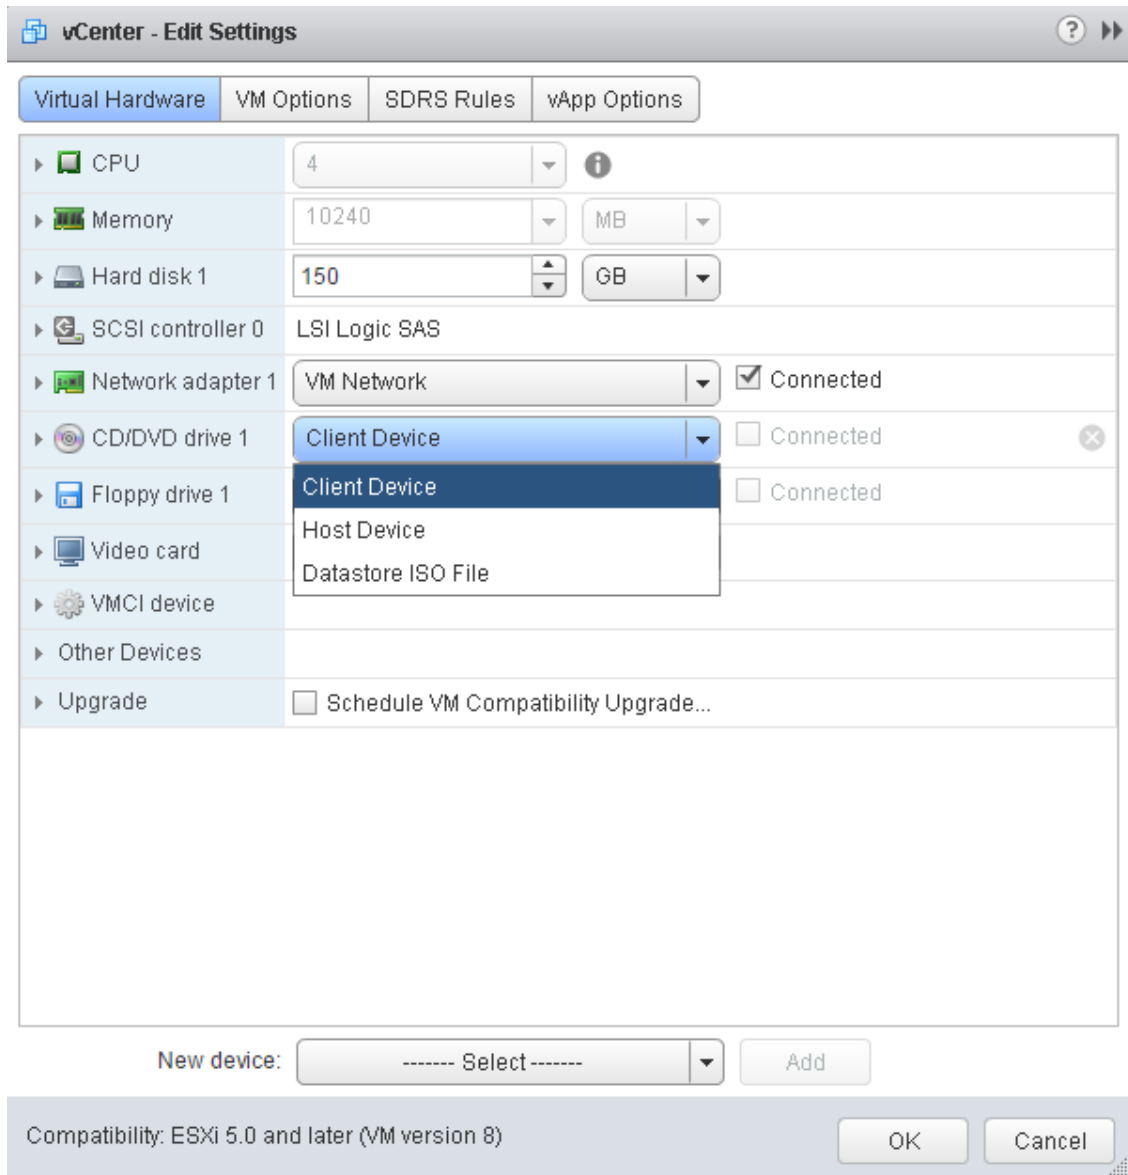 vCenter - Edit Settings
Virtual Hardware VM Options SDRS Rules vApp Options
CPU 4
Memory 10240 MB
Hard disk 1 150 GB
SCSI controller 0 LSI Logic SAS
Network adapter 1 VM Network Connected
CD/DVD drive 1 Client Device Connected
Client Device
Floppy drive 1 Connected
Host Device
Video card
Datastore ISO File
VMCI device
Other Devices
Upgrade Schedule VM Compatibility Upgrade...
New device: ------- Select ------- Add
Compatibility: ESXi 5.0 and later (VM version 8) OK Cancel